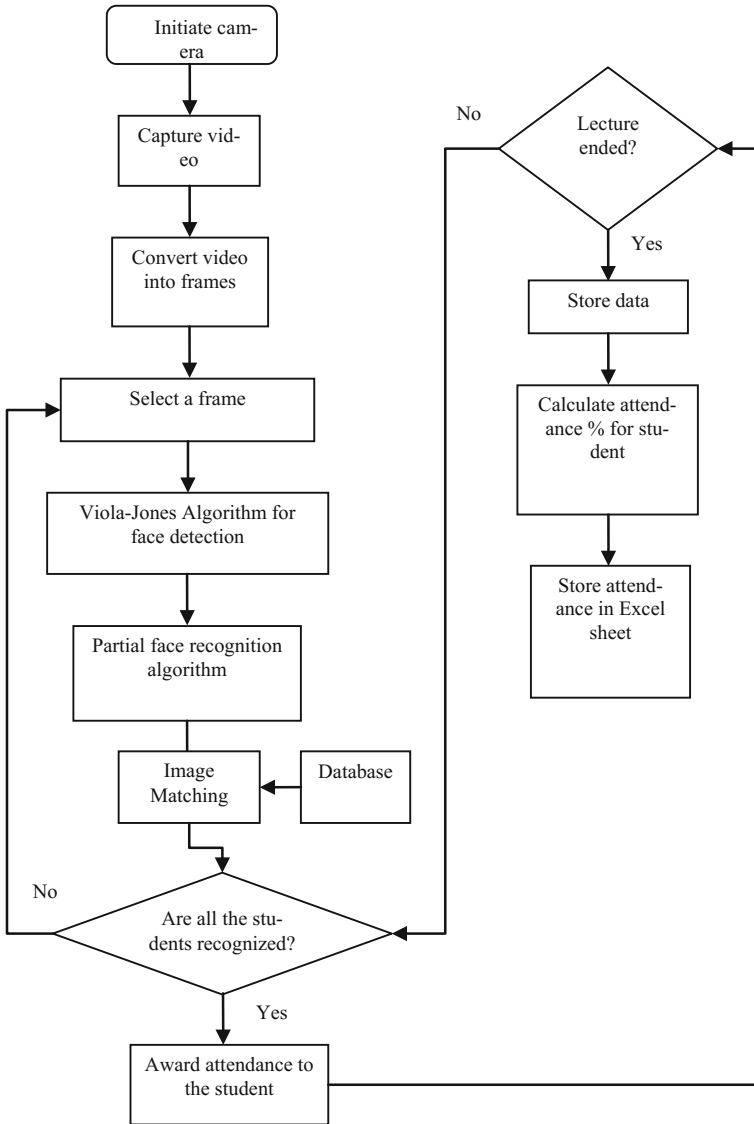 Initiate cam-
era
Capture vid-
eo
Convert video
into frames
Select a frame
Viola-Jones Algorithm for
face detection
Partial face recognition
algorithm
Image
Matching
Database
No
Are all the stu-
dents recognized?
Yes
Award attendance to
the student
No
Lecture
ended?
Yes
Store data
Calculate attend-
ance % for stu-
dent
Store attend-
ance in Excel
sheet